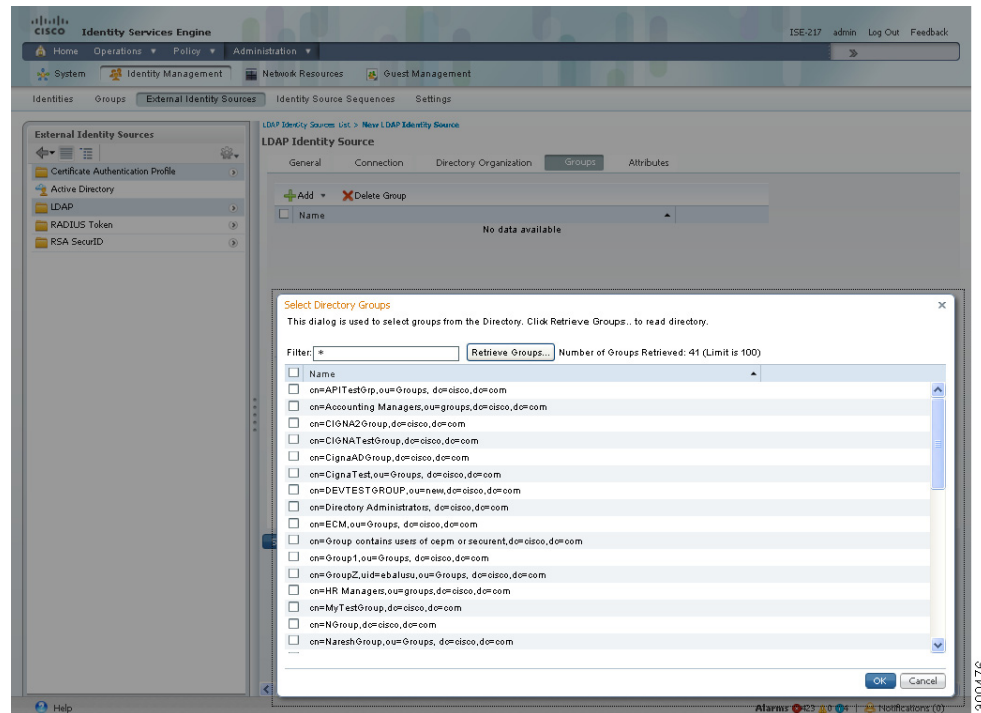 CISCO Identity Services Engine
ISE-217 admin Log Out Feedback
Home Operations Policy Administration
System Identity Management Network Resources Guest Management
Identities Groups External Identity Sources Identity Source Sequences Settings
External Identity Sources
Certificate Authentication Profile
Active Directory
LDAP
RADIUS Token
RSA SecurID
LDAP Identity Sources List > New LDAP Identity Source
LDAP Identity Source
General Connection Directory Organization Groups Attributes
Add Delete Group
Name
No data available
Select Directory Groups
This dialog is used to select groups from the Directory. Click Retrieve Groups.. to read directory.
Filter: * Retrieve Groups... Number of Groups Retrieved: 41 (Limit is 100)
Name
cn=APITestGrp,ou=Groups, dc=cisco,dc=com
cn=Accounting Managers,ou=groups,dc=cisco,dc=com
cn=CIGNA2Group,dc=cisco,dc=com
cn=CIGNATestGroup,dc=cisco,dc=com
cn=CignaADGroup,dc=cisco,dc=com
cn=CignaTest,ou=Groups, dc=cisco,dc=com
cn=DEVTESTGROUP,ou=new,dc=cisco,dc=com
cn=Directory Administrators, dc=cisco,dc=com
cn=ECM,ou=Groups, dc=cisco,dc=com
cn=Group contains users of cepm or securent,dc=cisco,dc=com
cn=Group1,ou=Groups, dc=cisco,dc=com
cn=GroupZ,uid=ebalusu,ou=Groups, dc=cisco,dc=com
cn=HR Managers,ou=groups,dc=cisco,dc=com
cn=MyTestGroup,dc=cisco,dc=com
cn=NGroup,dc=cisco,dc=com
cn=NareshGroup,ou=Groups, dc=cisco,dc=com
OK Cancel
Help
Alarms 423 0 4 | Notifications (0)